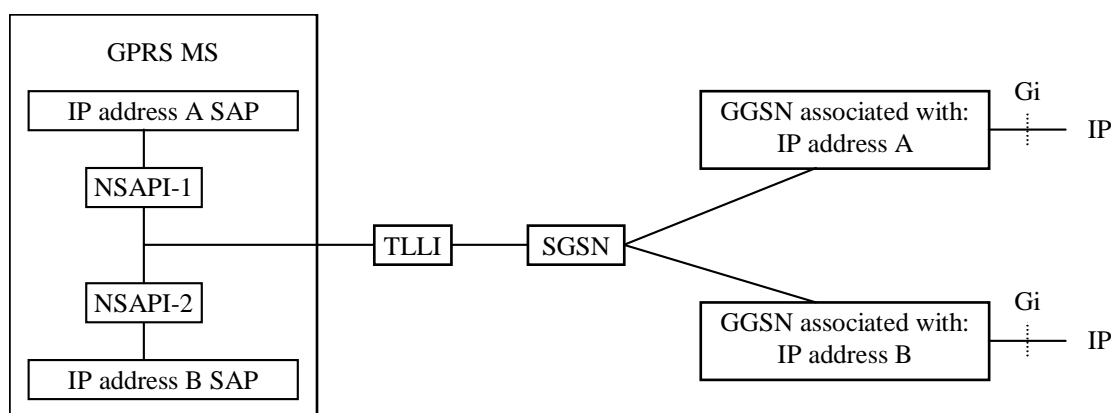 GPRS MS
IP address A SAP
NSAPI-1
NSAPI-2
IP address B SAP
TLLI
SGSN
GGSN associated with:
IP address A
Gi
IP
GGSN associated with:
IP address B
Gi
IP